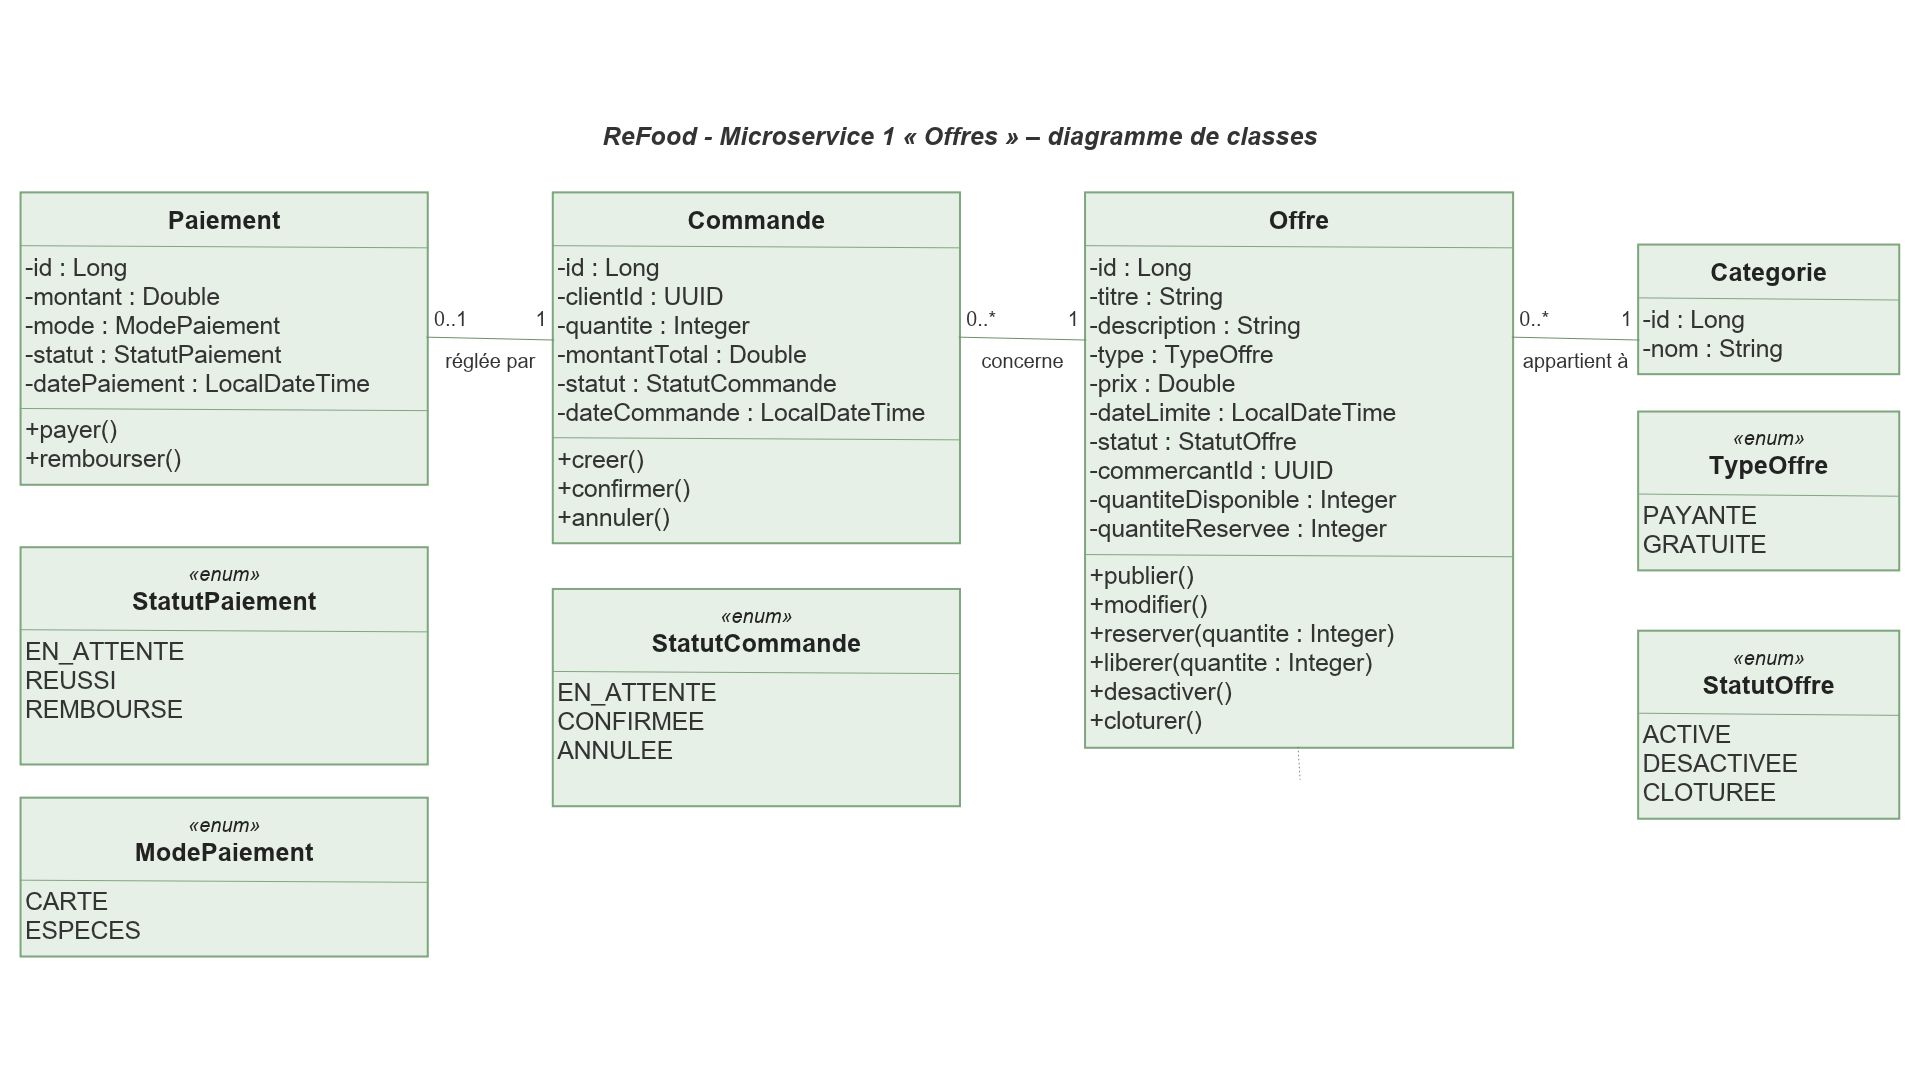 ReFood - Microservice 1 « Offres » – diagramme de classes
Paiement
-id : Long
-montant : Double
-mode : ModePaiement
-statut : StatutPaiement
-datePaiement : LocalDateTime
+payer()
+rembourser()
0..1
1
réglée par
Commande
-id : Long
-clientId : UUID
-quantite : Integer
-montantTotal : Double
-statut : StatutCommande
-dateCommande : LocalDateTime
+creer()
+confirmer()
+annuler()
0..*
1
concerne
Offre
-id : Long
-titre : String
-description : String
-type : TypeOffre
-prix : Double
-dateLimite : LocalDateTime
-statut : StatutOffre
-commercantId : UUID
-quantiteDisponible : Integer
-quantiteReservee : Integer
+publier()
+modifier()
+reserver(quantite : Integer)
+liberer(quantite : Integer)
+desactiver()
+cloturer()
0..*
1
appartient à
Categorie
-id : Long
-nom : String
«enum»
TypeOffre
PAYANTE
GRATUITE
«enum»
StatutOffre
ACTIVE
DESACTIVEE
CLOTUREE
«enum»
StatutPaiement
EN_ATTENTE
REUSSI
REMBOURSE
«enum»
StatutCommande
EN_ATTENTE
CONFIRMEE
ANNULEE
«enum»
ModePaiement
CARTE
ESPECES